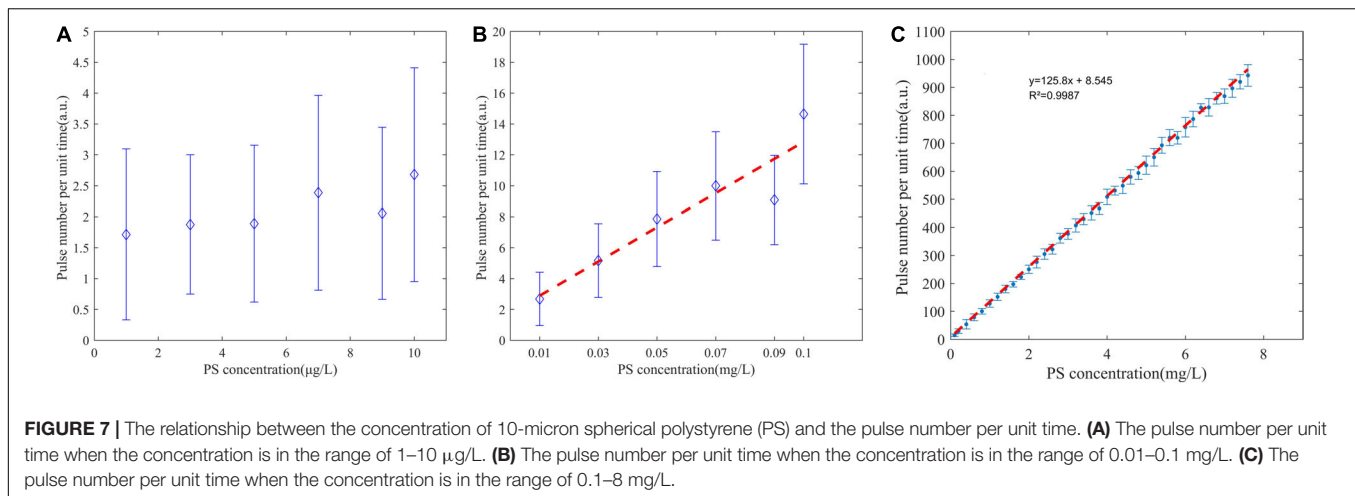 A
5
4.5
4
3.5
3
2.5
2
1.5
1
0.5
0
Pulse number per unit time(a.u.)
0 2 4 6 8 10
PS concentration(μg/L)
B
20
18
16
14
12
10
8
6
4
2
0
Pulse number per unit time(a.u.)
0.01 0.03 0.05 0.07 0.09 0.1
PS concentration(mg/L)
C
1100
1000
900
800
700
600
500
400
300
200
100
0
Pulse number per unit time(a.u.)
y=125.8x + 8.545
R²=0.9987
0 2 4 6 8
PS concentration(mg/L)
FIGURE 7 | The relationship between the concentration of 10-micron spherical polystyrene (PS) and the pulse number per unit time. (A) The pulse number per unit
time when the concentration is in the range of 1–10 μg/L. (B) The pulse number per unit time when the concentration is in the range of 0.01–0.1 mg/L. (C) The
pulse number per unit time when the concentration is in the range of 0.1–8 mg/L.